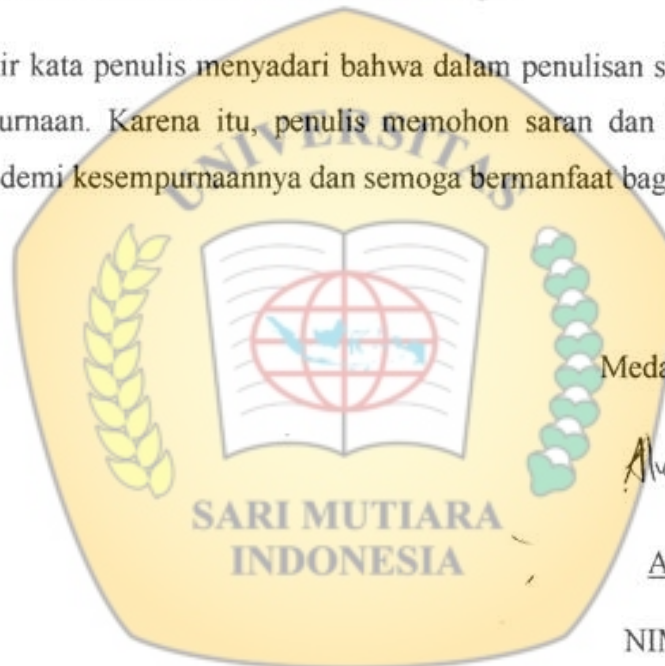 ir kata penulis menyadari bahwa dalam penulisan s
urnaan. Karena itu, penulis memohon saran dan
demi kesempurnaannya dan semoga bermanfaat bag
UNIVERSITAS
Meda
SARI MUTIARA
INDONESIA
A
NIM